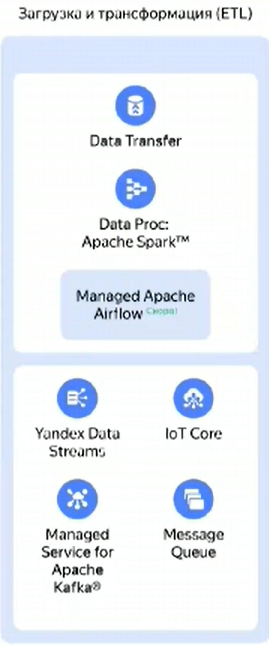 Загрузка и трансформация (ETL)
Data Transfer
Data Proc:
Apache Spark™
Managed Apache
Airflow Скоро!
Yandex Data
Streams
IoT Core
Managed
Service for
Apache
Kafka®
Message
Queue